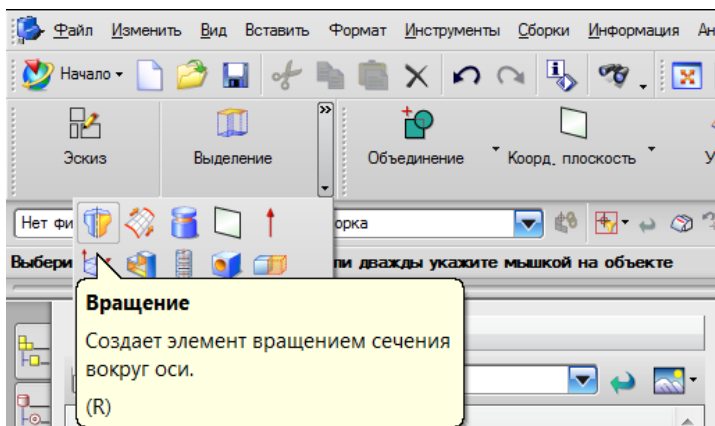 Файл Изменить Вид Вставить Формат Инструменты Сборки Информация Ан
Начало
Эскиз Выделение Объединение Коорд. плоскость У
Нет фи орка
Выбери ли дважды укажите мышкой на объекте
Вращение
Создает элемент вращением сечения
вокруг оси.
(R)